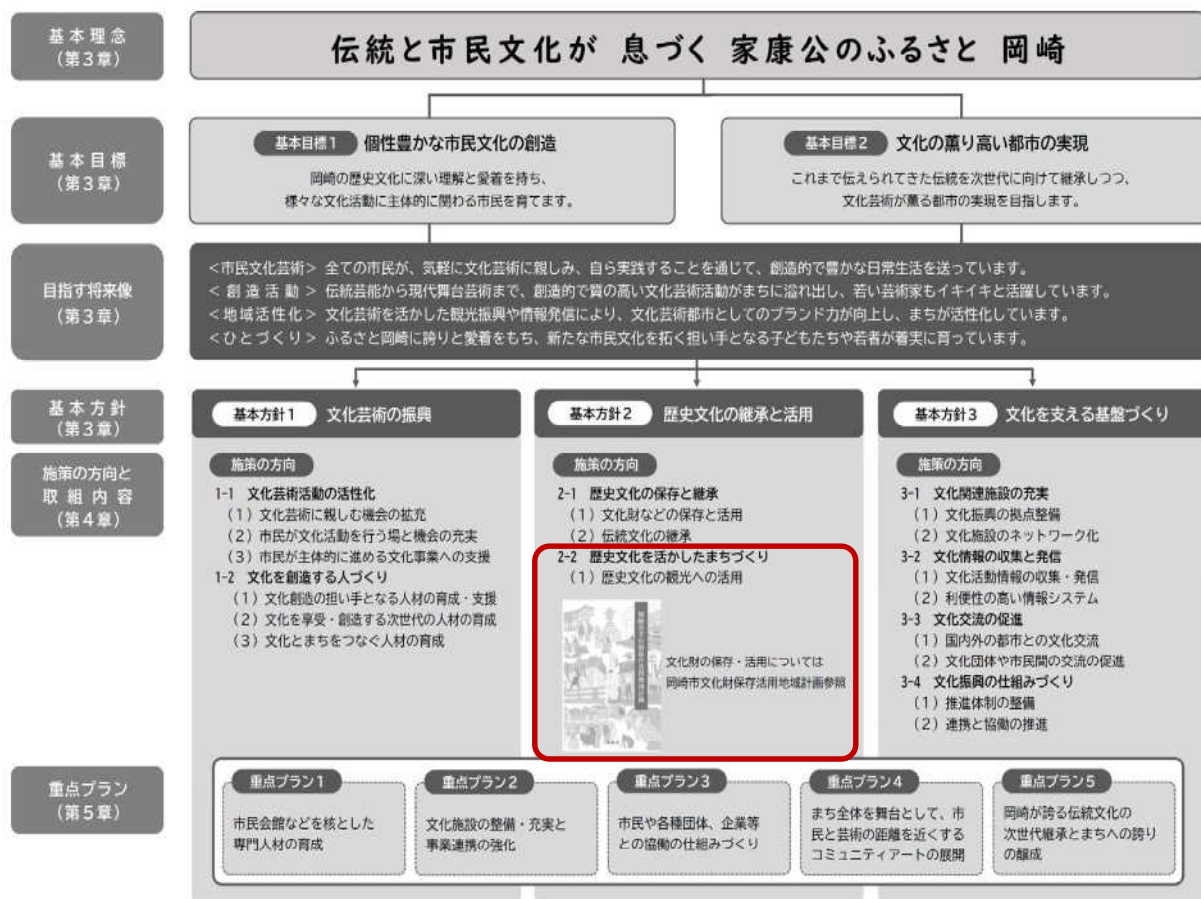 基本理念
(第3章)
伝統と市民文化が 息づく 家康公のふるさと 岡崎
基本目標
(第3章)
基本目標1 個性豊かな市民文化の創造
岡崎の歴史文化に深い理解と愛着を持ち、
様々な文化活動に主体的に関わる市民を育てます。
基本目標2 文化の薫り高い都市の実現
これまで伝えられてきた伝統を次世代に向けて継承しつつ、
文化芸術が薫る都市の実現を目指します。
目指す将来像
(第3章)
<市民文化芸術> 全ての市民が、気軽に文化芸術に親しみ、自ら実践することを通じて、創造的で豊かな日常生活を送っています。
<創造活動> 伝統芸能から現代舞台芸術まで、創造的で質の高い文化芸術活動がまちに溢れ出し、若い芸術家もイキイキと活躍しています。
<地域活性化> 文化芸術を活かした観光振興や情報発信により、文化芸術都市としてのブランド力が向上し、まちが活性化しています。
<ひとづくり> ふるさと岡崎に誇りと愛着をもち、新たな市民文化を拓く担い手となる子どもたちや若者が着実に育っています。
基本方針
(第3章)
基本方針1 文化芸術の振興
基本方針2 歴史文化の継承と活用
基本方針3 文化を支える基盤づくり
施策の方向と
取組内容
(第4章)
施策の方向
1-1 文化芸術活動の活性化
(1)文化芸術に親しむ機会の拡充
(2)市民が文化活動を行う場と機会の充実
(3)市民が主体的に進める文化事業への支援
1-2 文化を創造する人づくり
(1)文化創造の担い手となる人材の育成・支援
(2)文化を享受・創造する次世代の人材の育成
(3)文化とまちをつなぐ人材の育成
施策の方向
2-1 歴史文化の保存と継承
(1)文化財などの保存と活用
(2)伝統文化の継承
2-2 歴史文化を活かしたまちづくり
(1)歴史文化の観光への活用
文化財の保存・活用については
岡崎市文化財保存活用地域計画参照
施策の方向
3-1 文化関連施設の充実
(1)文化振興の拠点整備
(2)文化施設のネットワーク化
3-2 文化情報の収集と発信
(1)文化活動情報の収集・発信
(2)利便性の高い情報システム
3-3 文化交流の促進
(1)国内外の都市との文化交流
(2)文化団体や市民間の交流の促進
3-4 文化振興の仕組みづくり
(1)推進体制の整備
(2)連携と協働の推進
重点プラン
(第5章)
重点プラン1
市民会館などを核とした
専門人材の育成
重点プラン2
文化施設の整備・充実と
事業連携の強化
重点プラン3
市民や各種団体、企業等
との協働の仕組みづくり
重点プラン4
まち全体を舞台として、市
民と芸術の距離を近くする
コミュニティアートの展開
重点プラン5
岡崎が誇る伝統文化の
次世代継承とまちへの誇り
の醸成